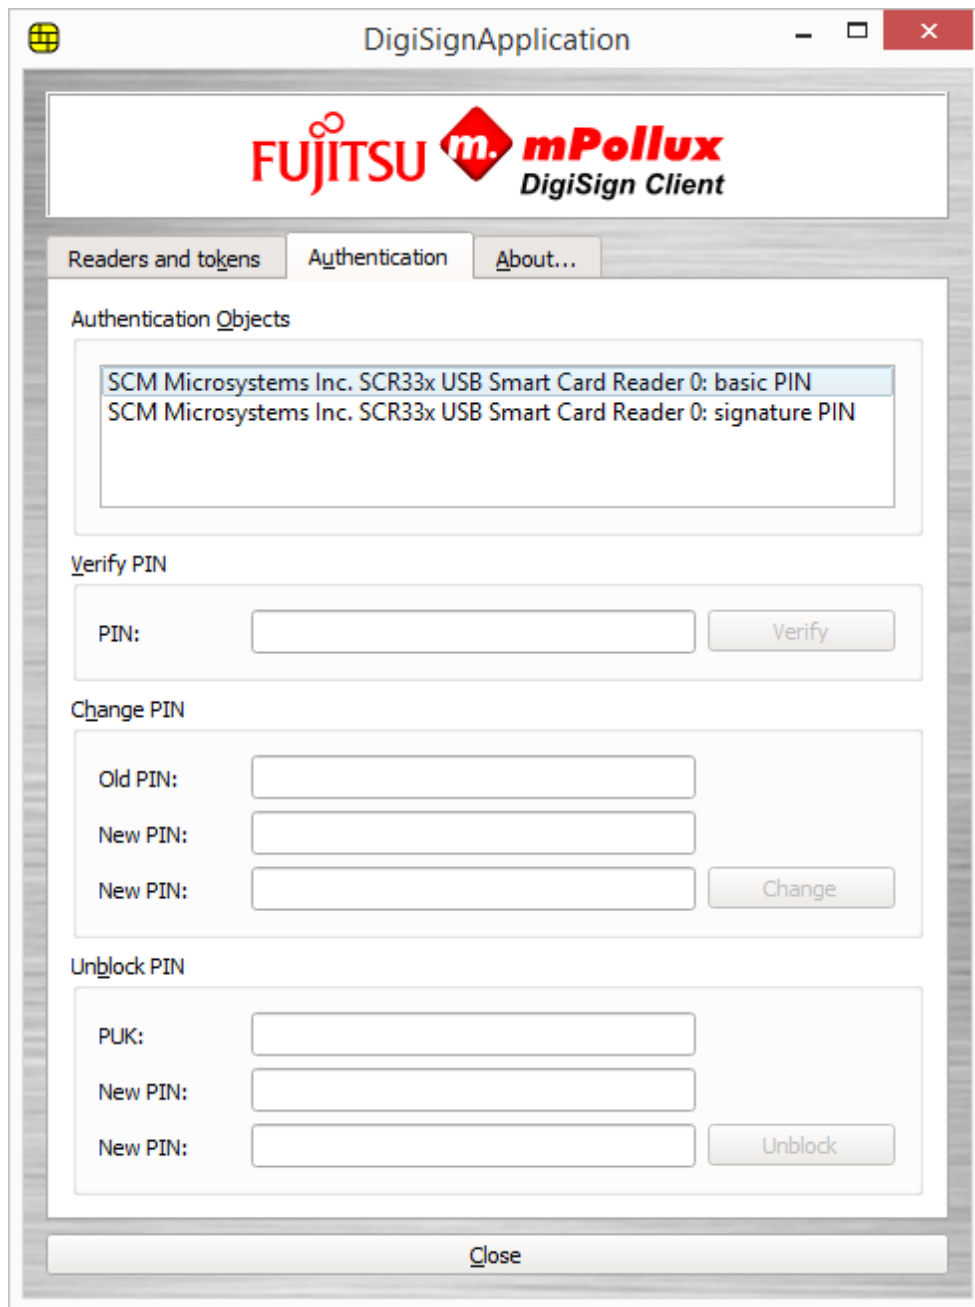 DigiSignApplication
FUJITSU m. mPollux
DigiSign Client
Readers and tokens Authentication About...
Authentication Objects
SCM Microsystems Inc. SCR33x USB Smart Card Reader 0: basic PIN
SCM Microsystems Inc. SCR33x USB Smart Card Reader 0: signature PIN
Verify PIN
PIN: Verify
Change PIN
Old PIN:
New PIN:
New PIN: Change
Unblock PIN
PUK:
New PIN:
New PIN: Unblock
Close